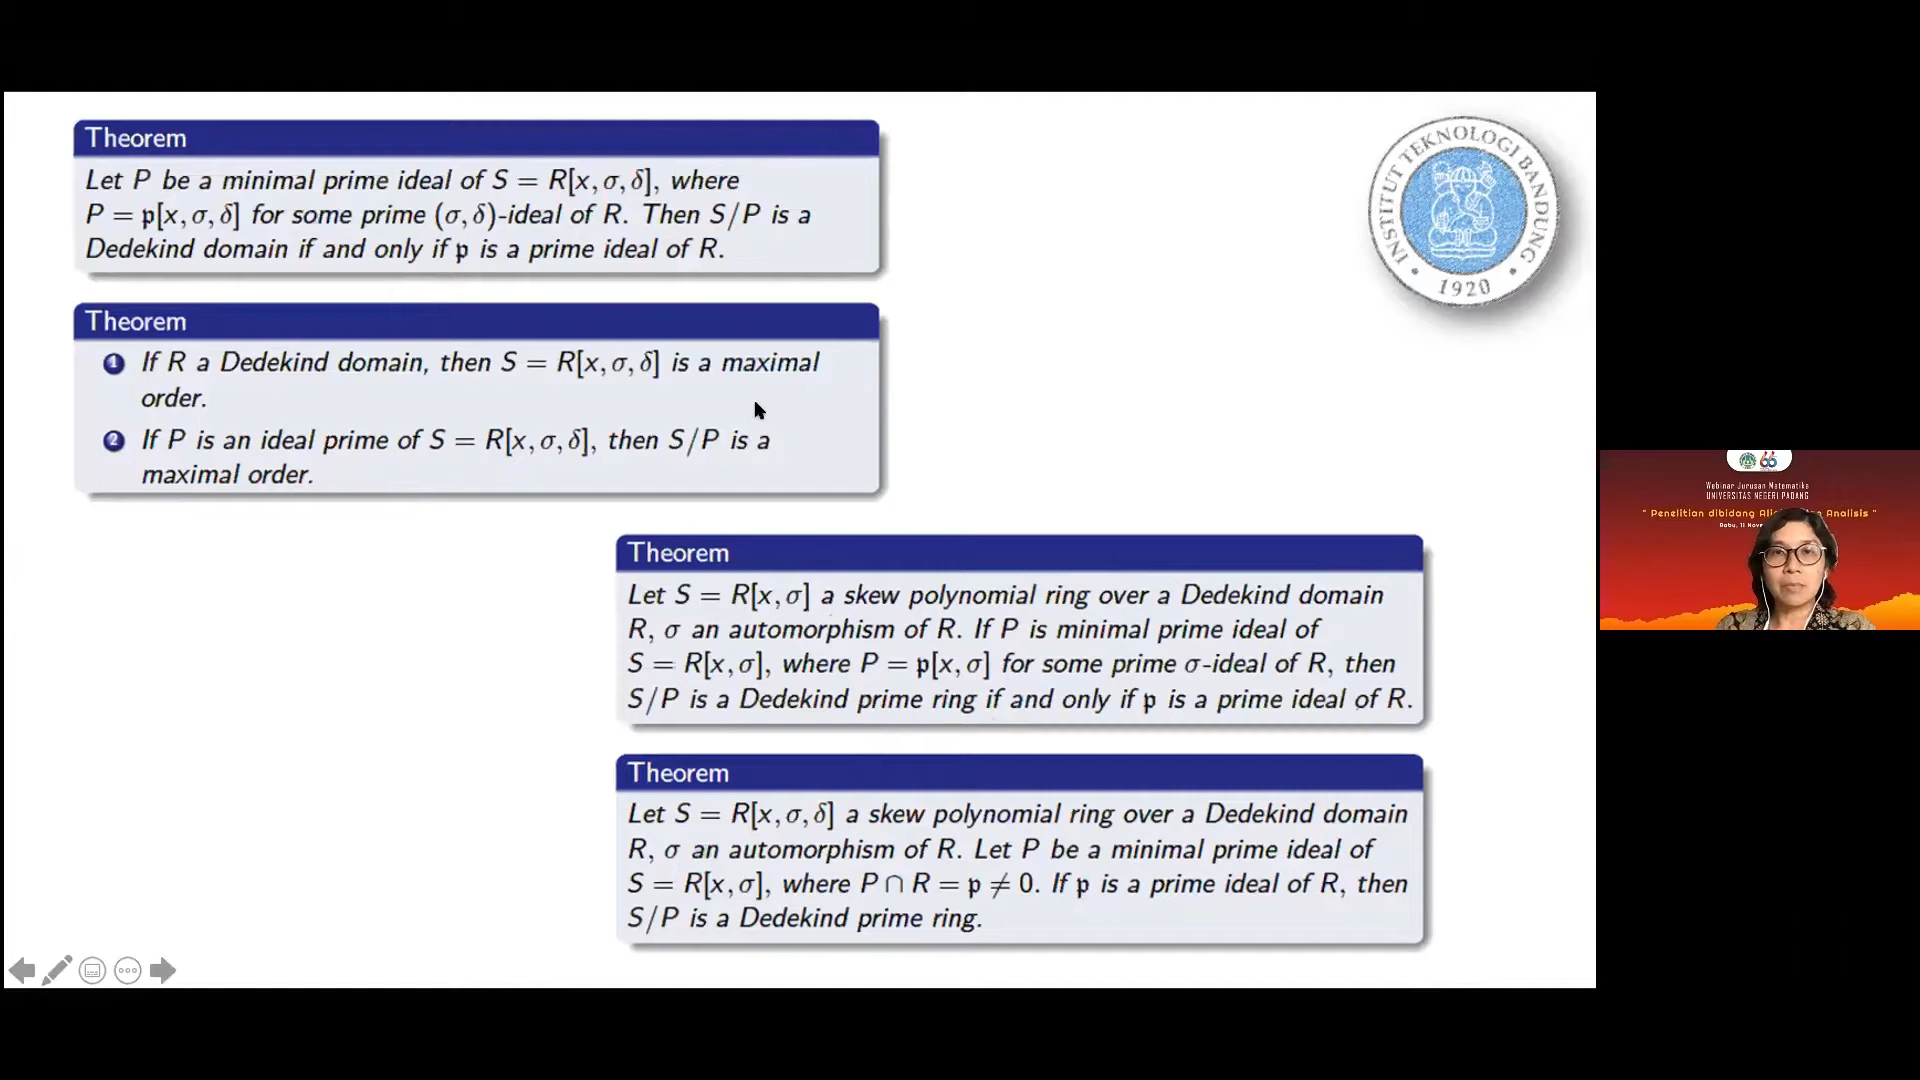 Theorem
Let P be a minimal prime ideal of S = R[x, σ, δ], where
P = 𝔭[x, σ, δ] for some prime (σ, δ)-ideal of R. Then S/P is a
Dedekind domain if and only if 𝔭 is a prime ideal of R.
Theorem
1 If R a Dedekind domain, then S = R[x, σ, δ] is a maximal
order.
2 If P is an ideal prime of S = R[x, σ, δ], then S/P is a
maximal order.
Theorem
Let S = R[x, σ] a skew polynomial ring over a Dedekind domain
R, σ an automorphism of R. If P is minimal prime ideal of
S = R[x, σ], where P = 𝔭[x, σ] for some prime σ-ideal of R, then
S/P is a Dedekind prime ring if and only if 𝔭 is a prime ideal of R.
Theorem
Let S = R[x, σ, δ] a skew polynomial ring over a Dedekind domain
R, σ an automorphism of R. Let P be a minimal prime ideal of
S = R[x, σ], where P ∩ R = 𝔭 ≠ 0. If 𝔭 is a prime ideal of R, then
S/P is a Dedekind prime ring.
INSTITUT TEKNOLOGI BANDUNG
1920
66
Webinar Jurusan Matematika
UNIVERSITAS NEGERI PADANG
" Penelitian dibidang Analisis "
Rabu, 11